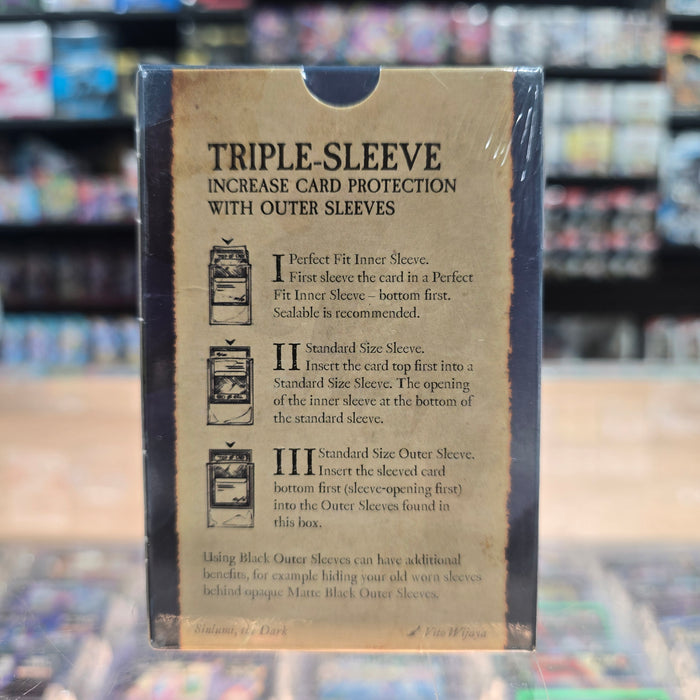 TRIPLE-SLEEVE
INCREASE CARD PROTECTION
WITH OUTER SLEEVES
I Perfect Fit Inner Sleeve.
First sleeve the card in a Perfect
Fit Inner Sleeve – bottom first.
Sealable is recommended.
II Standard Size Sleeve.
Insert the card top first into a
Standard Size Sleeve. The opening
of the inner sleeve at the bottom of
the standard sleeve.
III Standard Size Outer Sleeve.
Insert the sleeved card
bottom first (sleeve-opening first)
into the Outer Sleeves found in
this box.
Using Black Outer Sleeves can have additional
benefits, for example hiding your old worn sleeves
behind opaque Matte Black Outer Sleeves.
Dark
Vito Wijaya